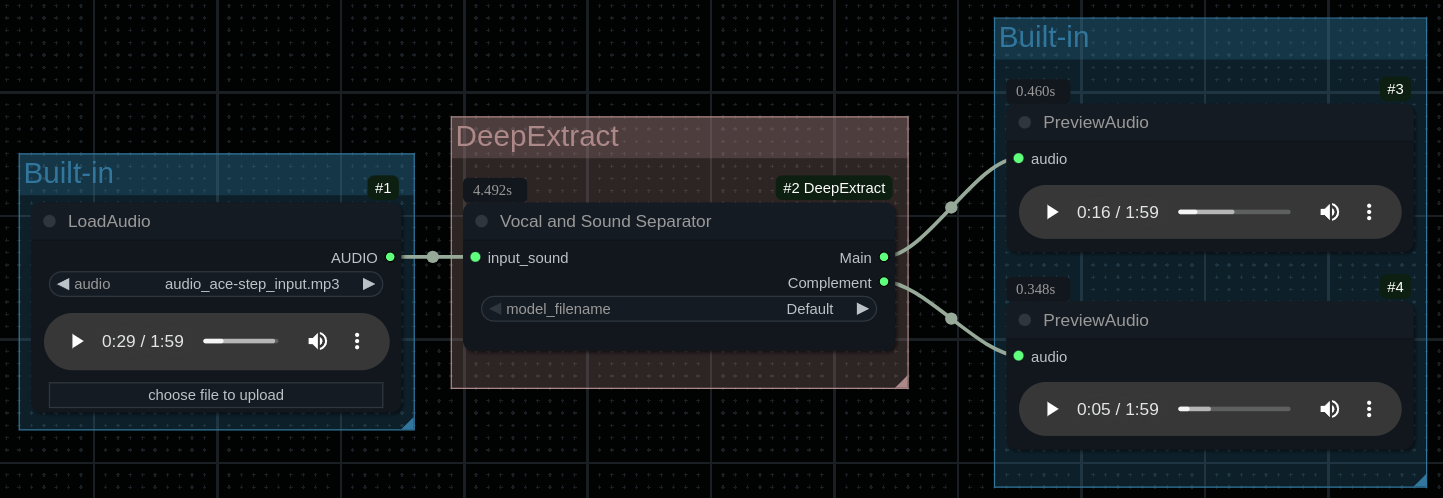 Built-in
#1
LoadAudio
AUDIO
audio audio_ace-step_input.mp3
0:29 / 1:59
choose file to upload
DeepExtract
4.492s
#2 DeepExtract
Vocal and Sound Separator
input_sound Main
Complement
model_filename Default
Built-in
0.460s
#3
PreviewAudio
audio
0:16 / 1:59
0.348s
#4
PreviewAudio
audio
0:05 / 1:59